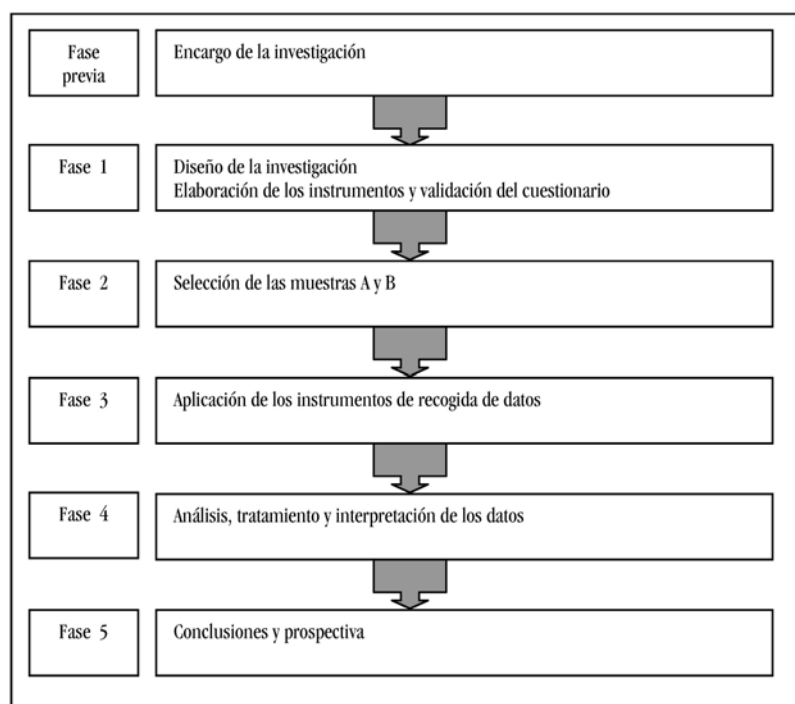 Fase
previa
Encargo de la investigación
Fase 1
Diseño de la investigación
Elaboración de los instrumentos y validación del cuestionario
Fase 2
Selección de las muestras A y B
Fase 3
Aplicación de los instrumentos de recogida de datos
Fase 4
Análisis, tratamiento y interpretación de los datos
Fase 5
Conclusiones y prospectiva